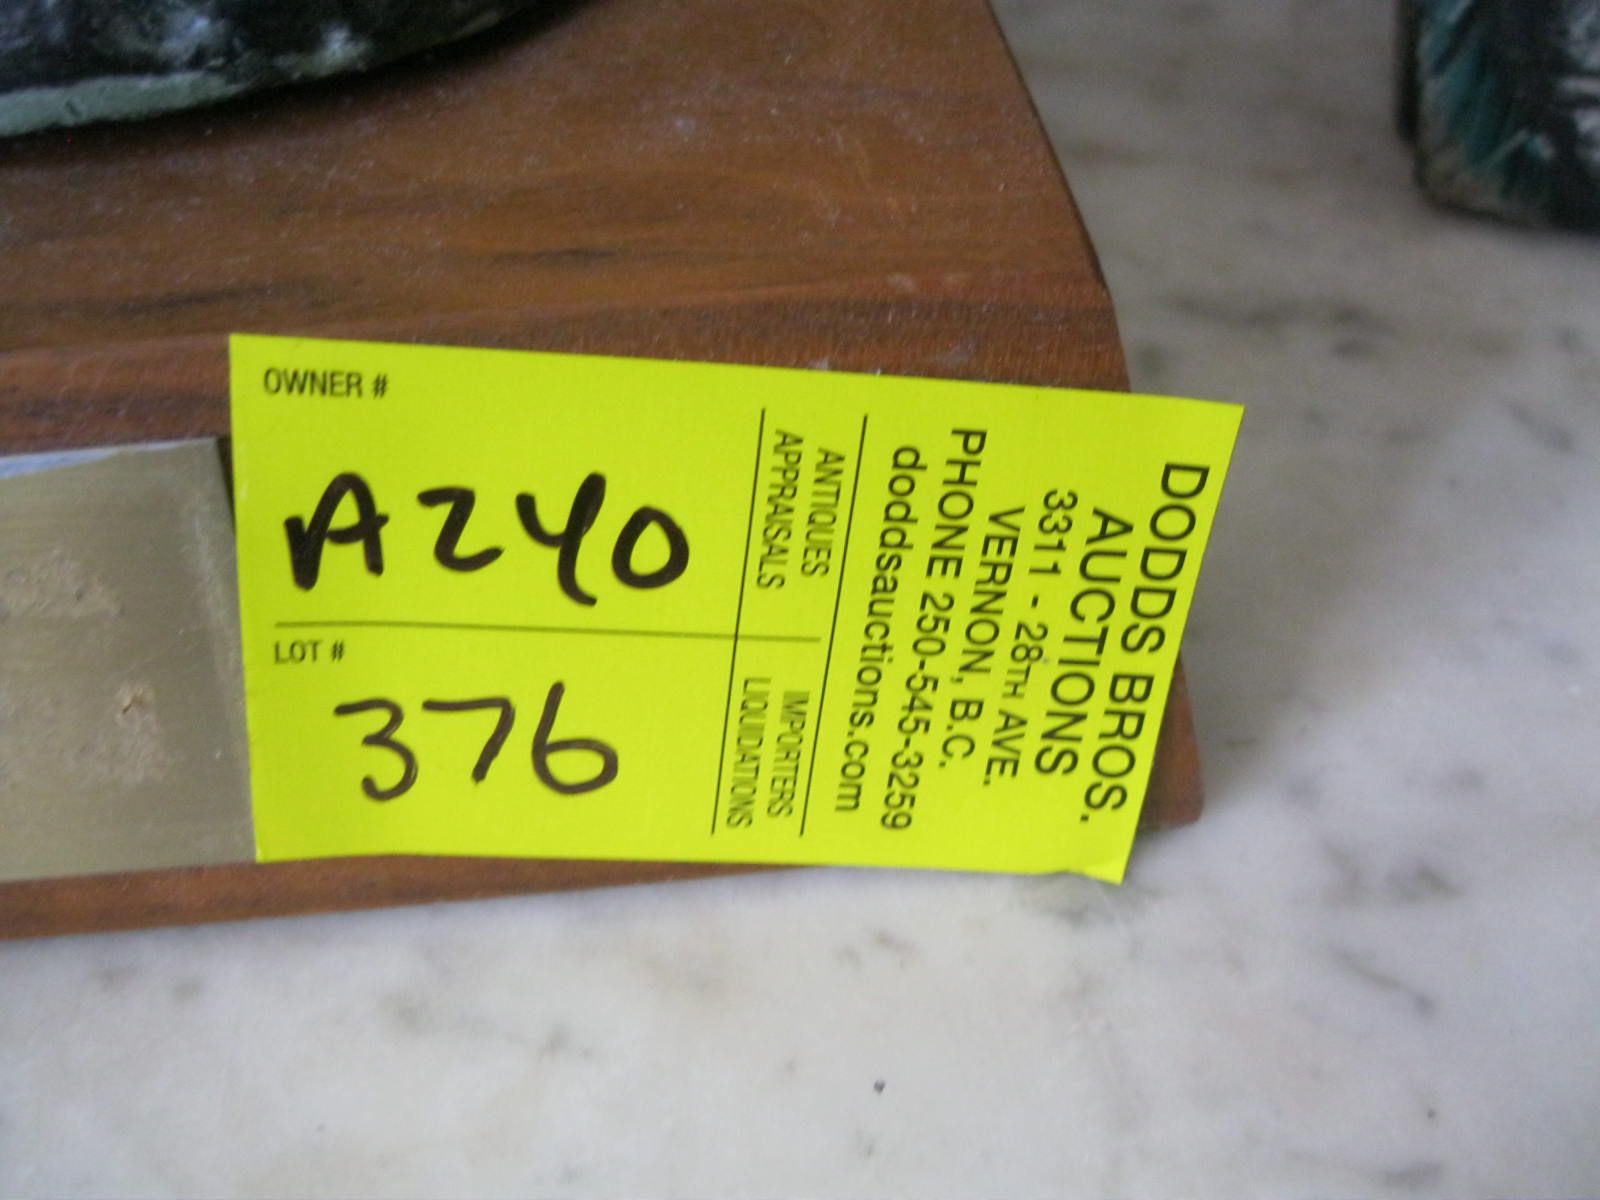 OWNER #
A240
LOT #
376
ANTIQUES
APPRAISALS
IMPORTERS
LIQUIDATIONS
DODDS BROS.
AUCTIONS
3311 - 28TH AVE.
VERNON, B.C.
PHONE 250-545-3259
doddsauctions.com